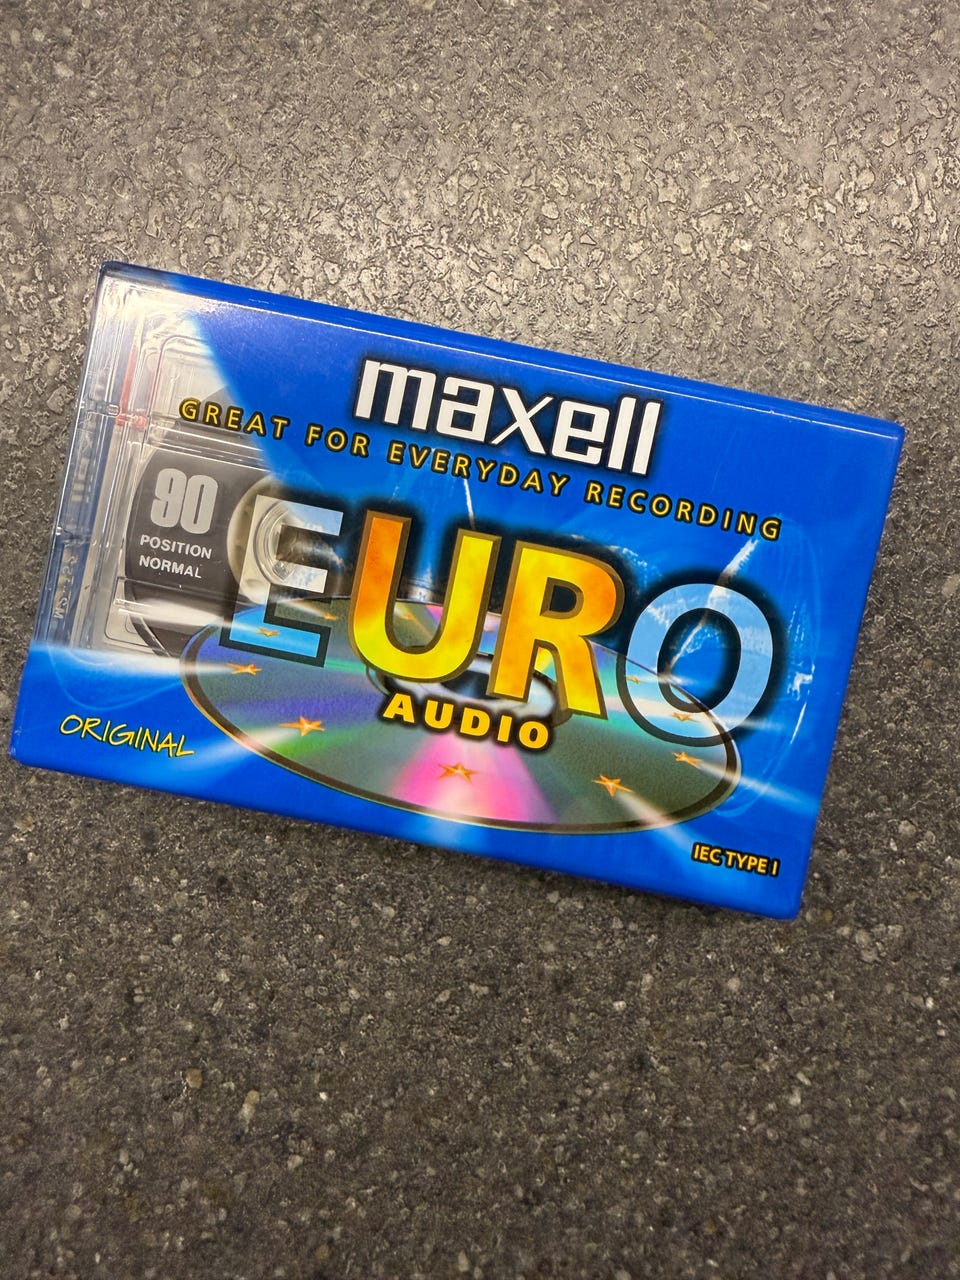 maxell
GREAT FOR EVERYDAY RECORDING
90
POSITION
NORMAL
EURO
AUDIO
ORIGINAL
IEC TYPE I